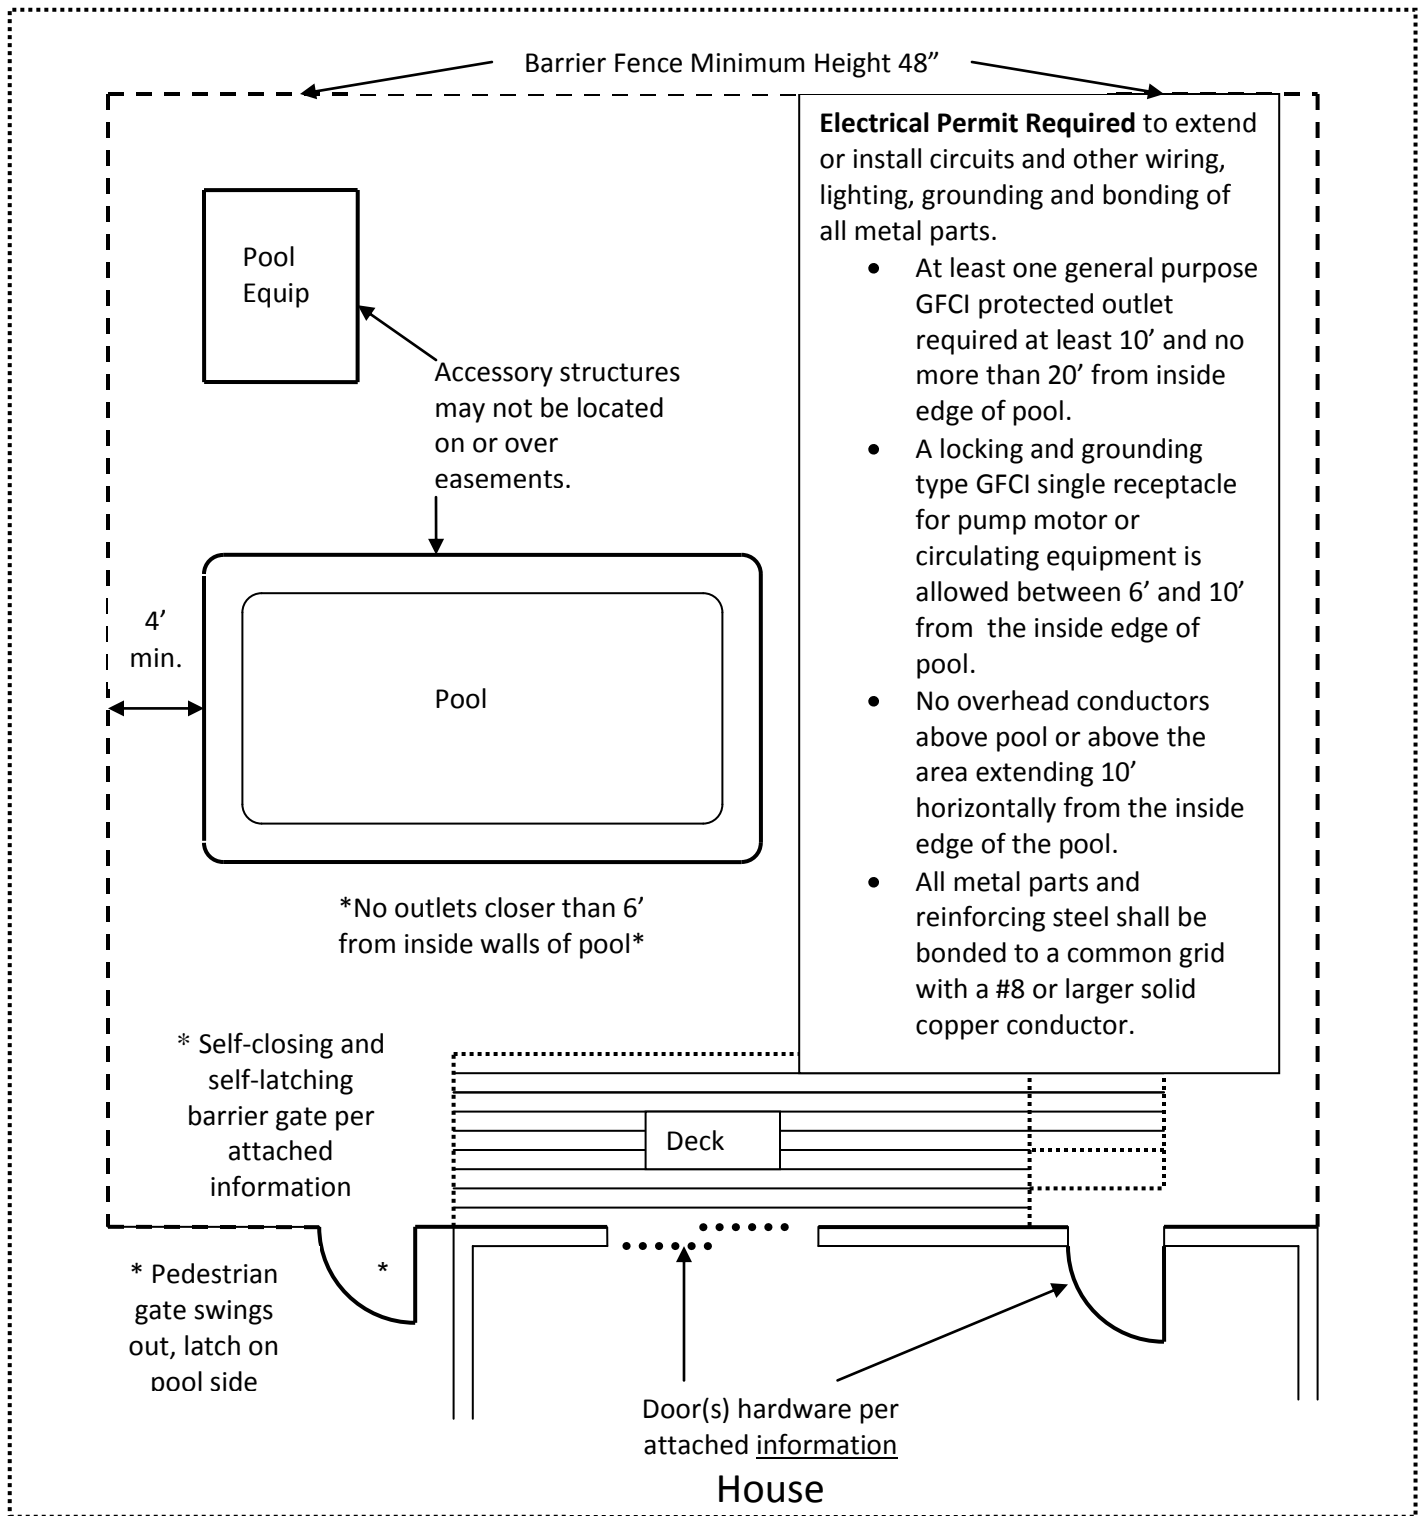 Barrier Fence Minimum Height 48”
Electrical Permit Required to extend
or install circuits and other wiring,
lighting, grounding and bonding of
all metal parts.
• At least one general purpose
GFCI protected outlet
required at least 10’ and no
more than 20’ from inside
edge of pool.
• A locking and grounding
type GFCI single receptacle
for pump motor or
circulating equipment is
allowed between 6’ and 10’
from the inside edge of
pool.
• No overhead conductors
above pool or above the
area extending 10’
horizontally from the inside
edge of the pool.
• All metal parts and
reinforcing steel shall be
bonded to a common grid
with a #8 or larger solid
copper conductor.
Pool
Equip
Accessory structures
may not be located
on or over
easements.
4’
min.
Pool
*No outlets closer than 6’
from inside walls of pool*
* Self-closing and
self-latching
barrier gate per
attached
information
Deck
* Pedestrian
gate swings
out, latch on
pool side
*
Door(s) hardware per
attached information
House